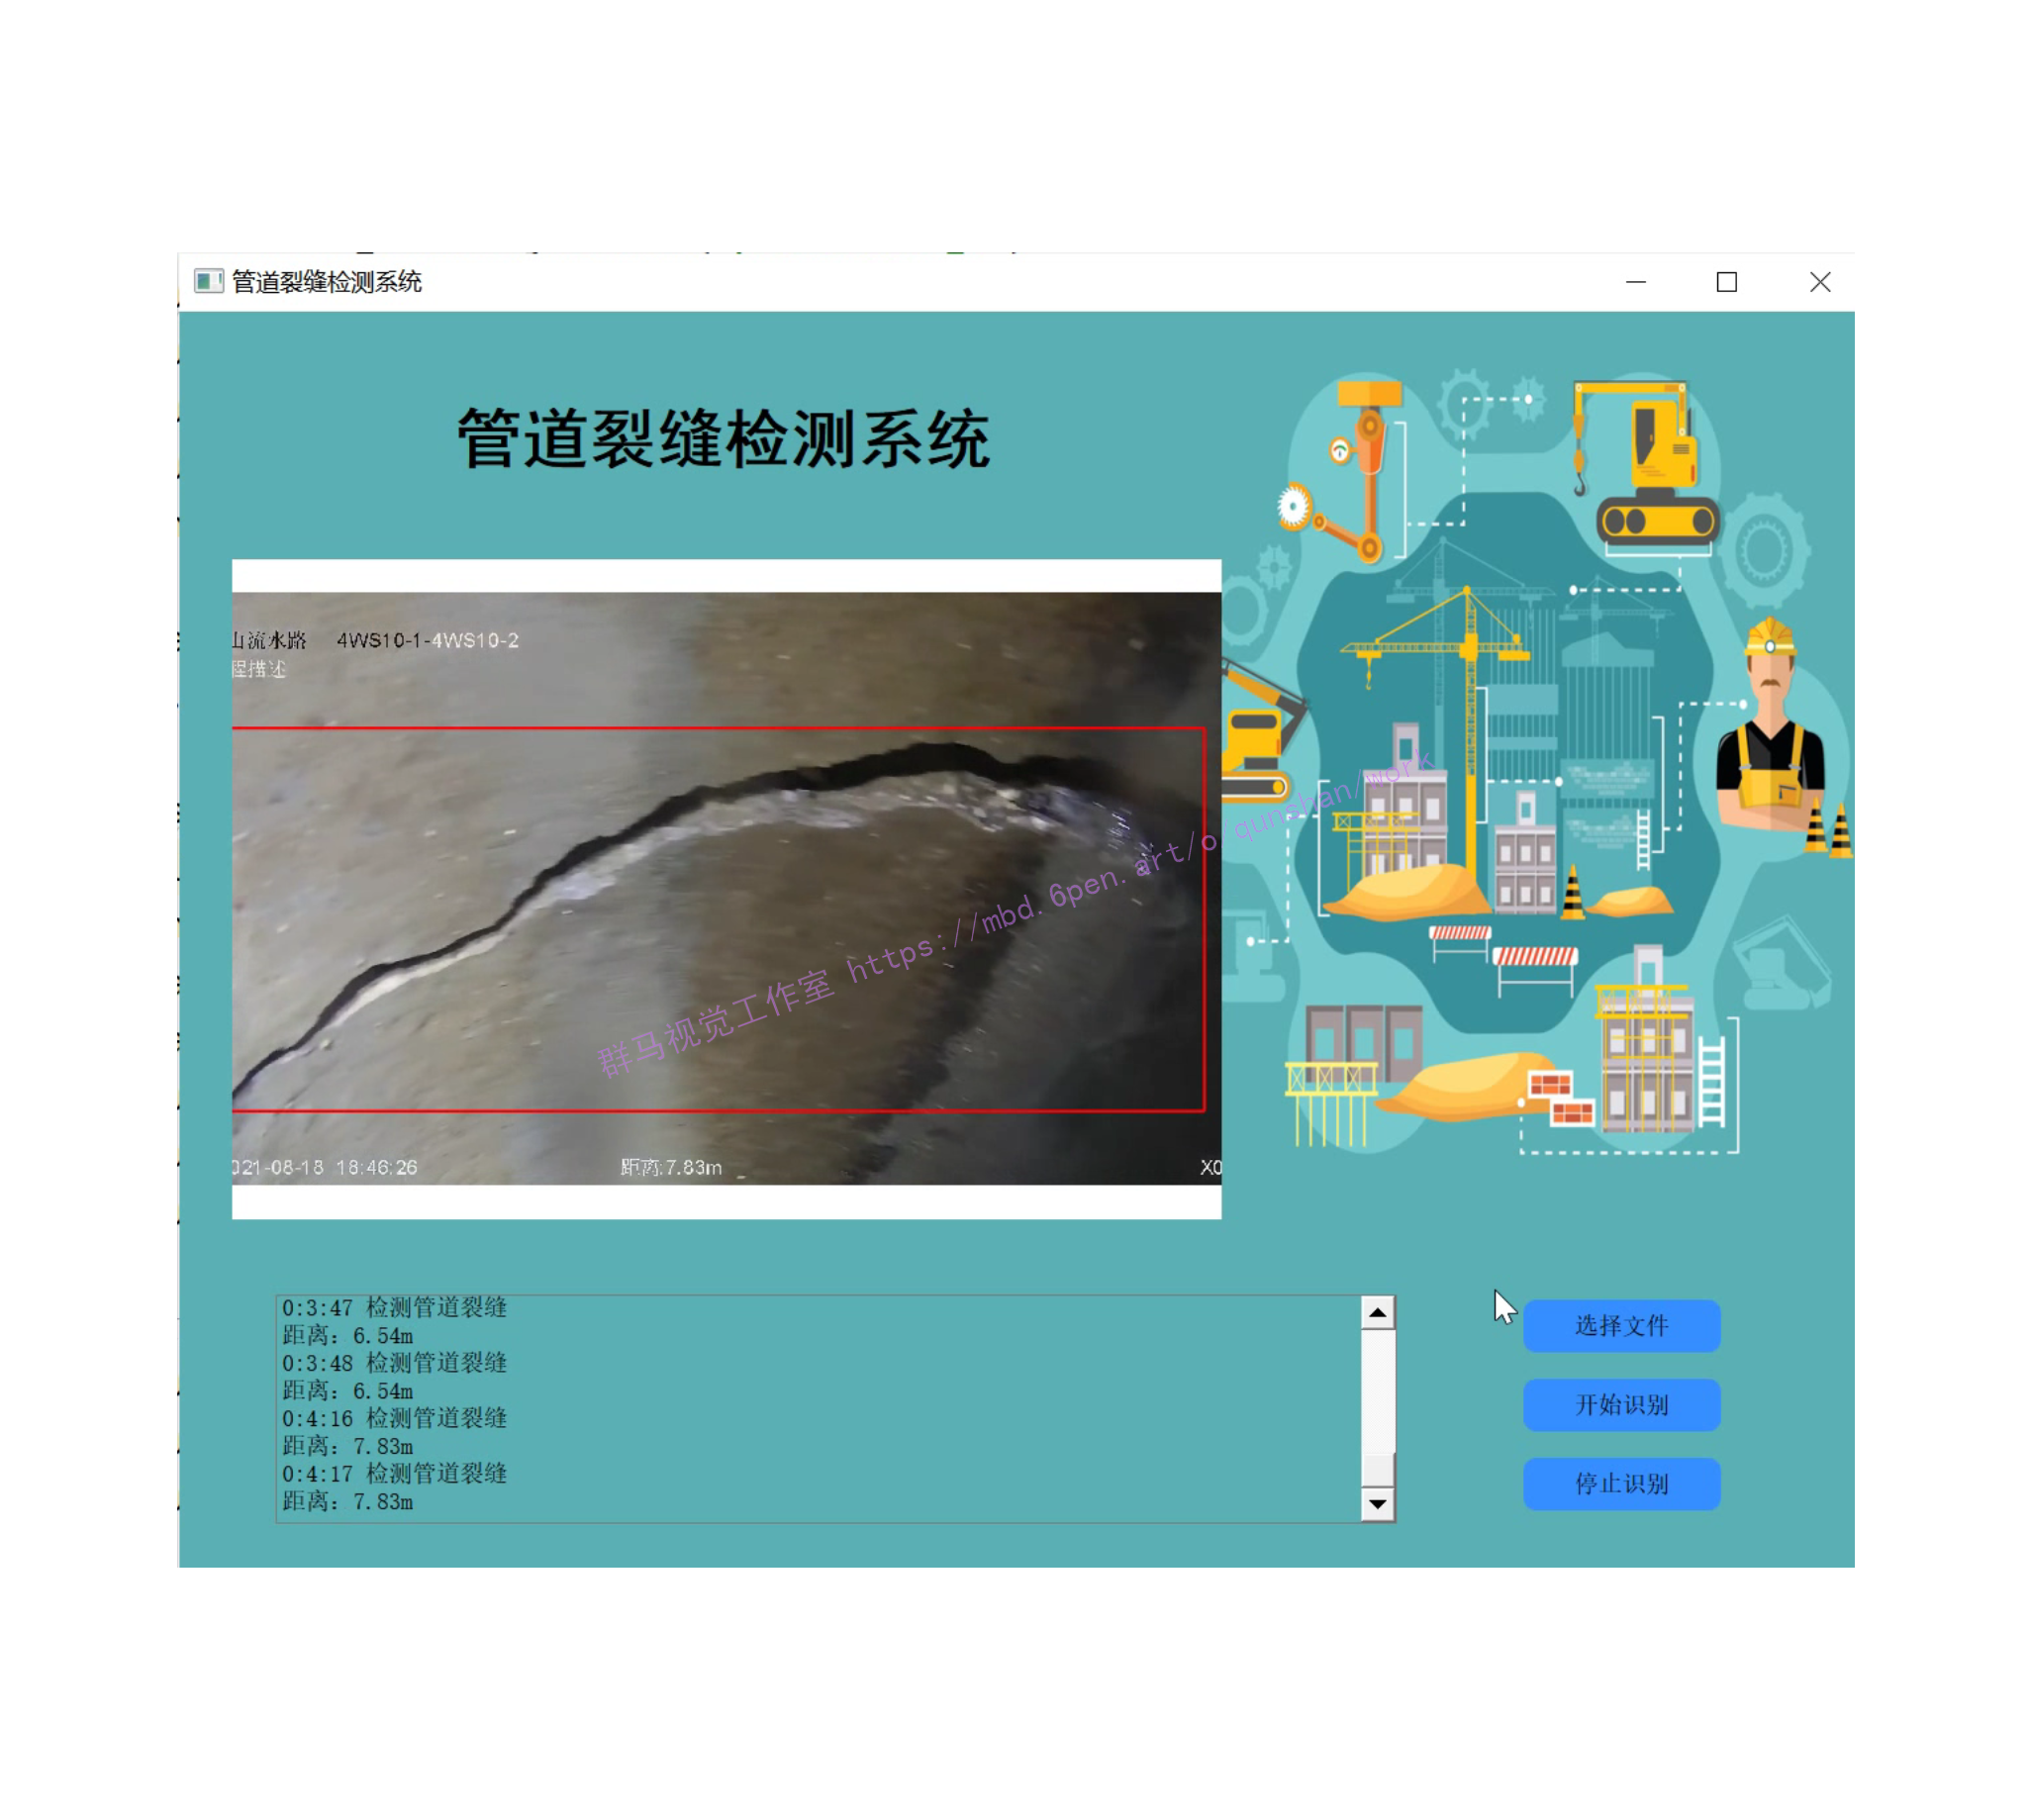 管道裂缝检测系统
管道裂缝检测系统
山流水路 4WS10-1-4WS10-2
程描述
群马视觉工作室 https://mbd.6pen.art/o/qunshan/work
021-08-18 18:46:26 距离:7.83m X0
0:3:47 检测管道裂缝
距离：6.54m
0:3:48 检测管道裂缝
距离：6.54m
0:4:16 检测管道裂缝
距离：7.83m
0:4:17 检测管道裂缝
距离：7.83m
选择文件
开始识别
停止识别